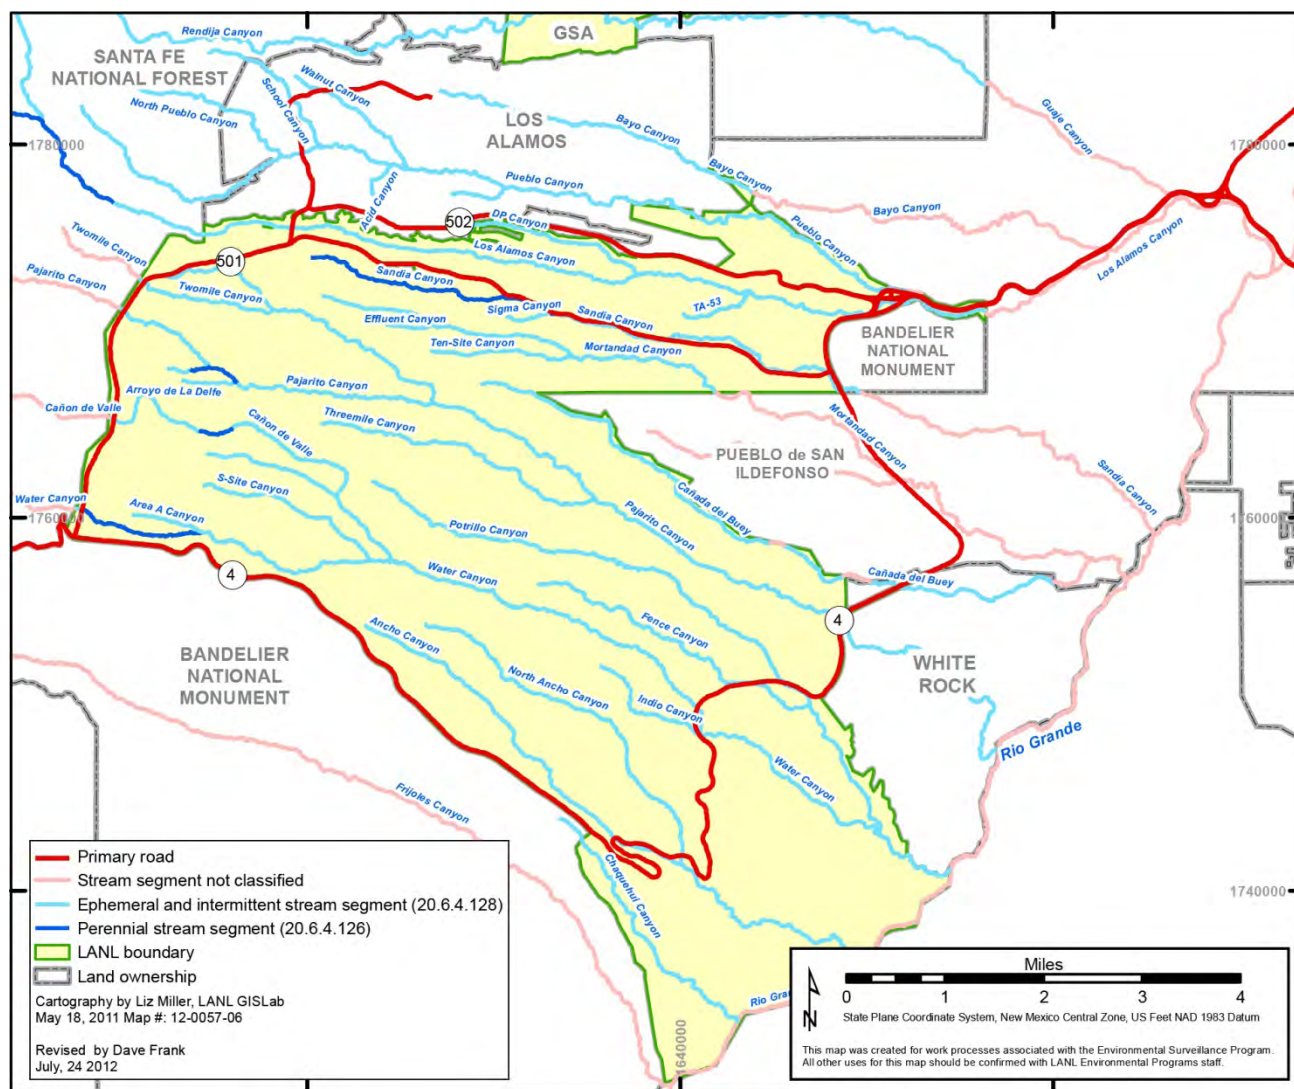 Rendija Canyon
GSA
SANTA FE
NATIONAL FOREST
Walnut Canyon
School Canyon
North Pueblo Canyon
LOS
ALAMOS
Bayo Canyon
Guaje Canyon
1780000
1780000
Bayo Canyon
Pueblo Canyon
Acid Canyon
Bayo Canyon
DP Canyon
502
Pueblo Canyon
Twomile Canyon
Los Alamos Canyon
Los Alamos Canyon
501
Pajarito Canyon
Sandia Canyon
Twomile Canyon
TA-53
Sigma Canyon
Sandia Canyon
Effluent Canyon
BANDELIER
NATIONAL
MONUMENT
Ten-Site Canyon
Mortandad Canyon
Arroyo de La Delfe
Pajarito Canyon
Cañon de Valle
Threemile Canyon
Cañon de Valle
Mortandad Canyon
PUEBLO de SAN
ILDEFONSO
Sandia Canyon
S-Site Canyon
Cañada del Buey
Water Canyon
Area A Canyon
Pajarito Canyon
1760000
1760000
Potrillo Canyon
4
Water Canyon
Cañada del Buey
4
Ancho Canyon
Fence Canyon
BANDELIER
NATIONAL
MONUMENT
WHITE
ROCK
North Ancho Canyon
Indio Canyon
Rio Grande
Water Canyon
Frijoles Canyon
Chaquehui Canyon
1740000
Rio Gra
1640000
Primary road
Stream segment not classified
Ephemeral and intermittent stream segment (20.6.4.128)
Perennial stream segment (20.6.4.126)
LANL boundary
Land ownership
Cartography by Liz Miller, LANL GISLab
May 18, 2011 Map #: 12-0057-06
Revised by Dave Frank
July, 24 2012
N
Miles
0 1 2 3 4
State Plane Coordinate System, New Mexico Central Zone, US Feet NAD 1983 Datum
This map was created for work processes associated with the Environmental Surveillance Program.
All other uses for this map should be confirmed with LANL Environmental Programs staff.